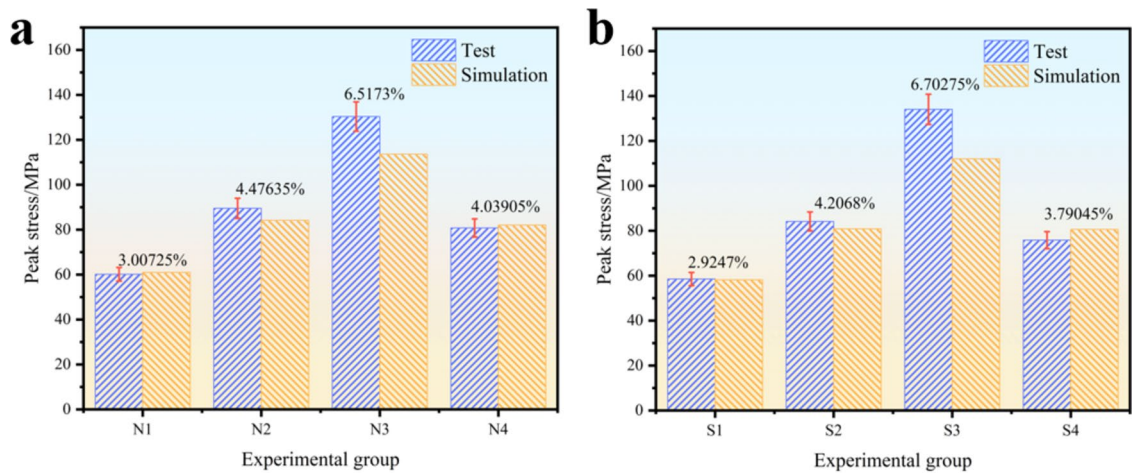 a
Peak stress/MPa
160
140
120
100
80
60
40
20
0
Test
Simulation
3.00725%
4.47635%
6.5173%
4.03905%
N1 N2 N3 N4
Experimental group
b
Peak stress/MPa
160
140
120
100
80
60
40
20
0
Test
Simulation
2.9247%
4.2068%
6.70275%
3.79045%
S1 S2 S3 S4
Experimental group